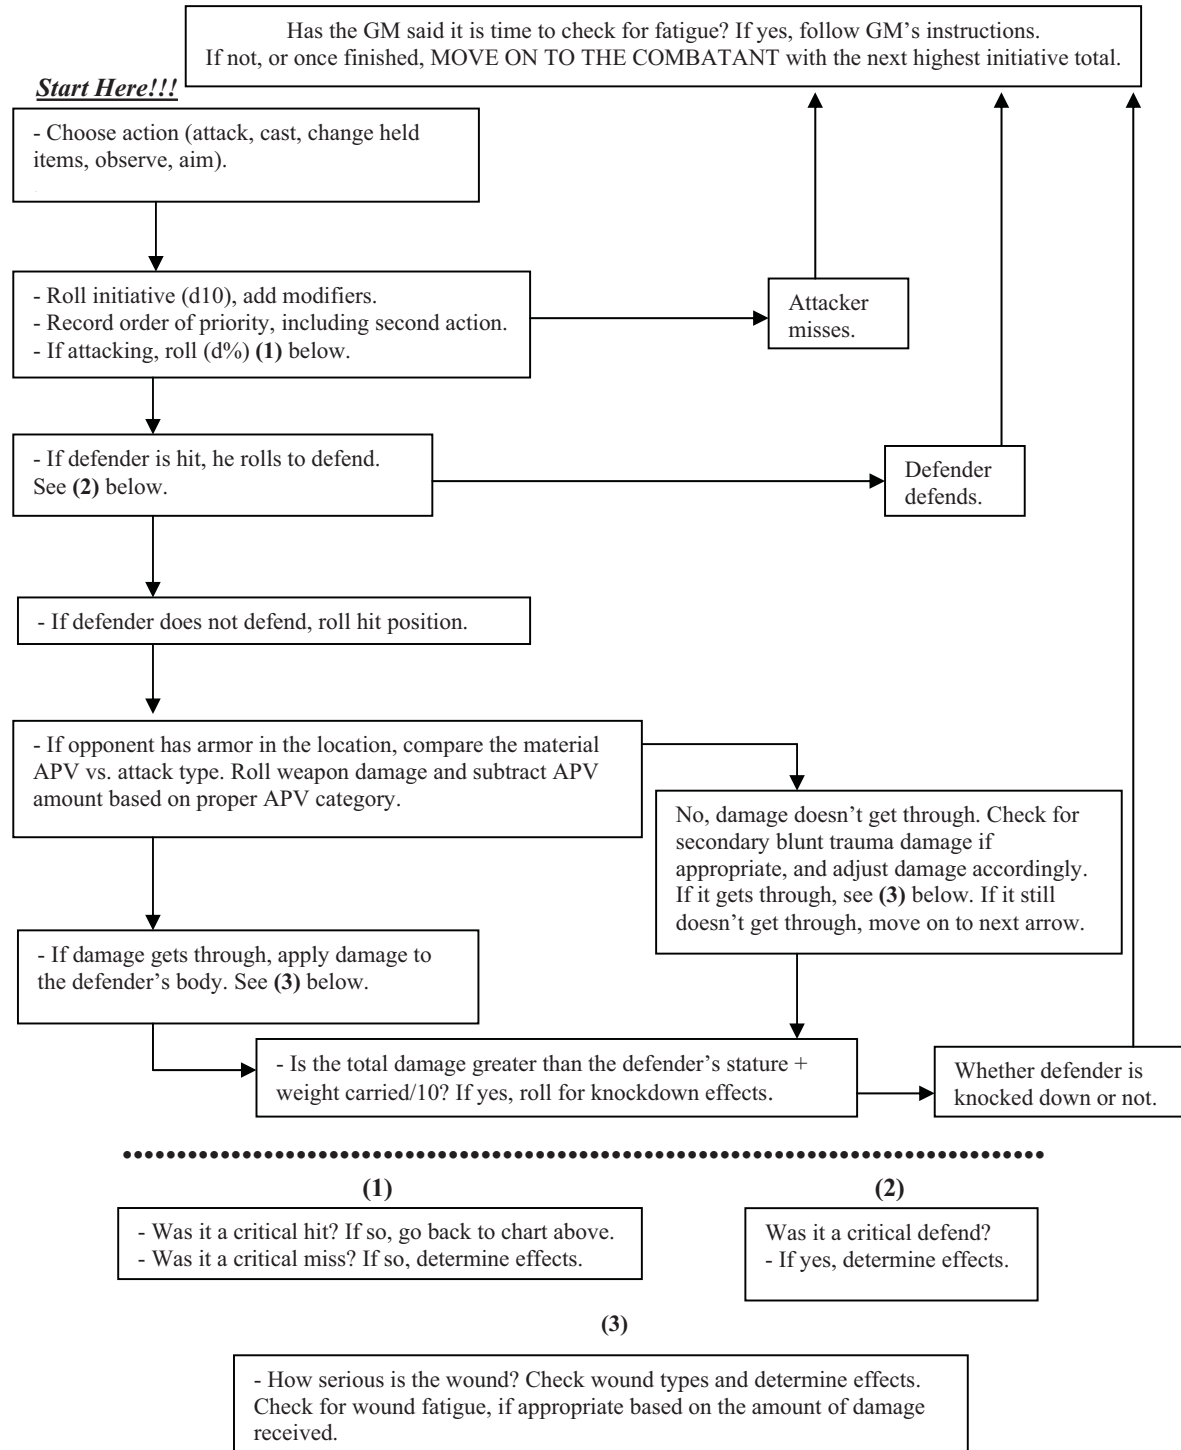 Has the GM said it is time to check for fatigue? If yes, follow GM’s instructions.
If not, or once finished, MOVE ON TO THE COMBATANT with the next highest initiative total.
Start Here!!!
- Choose action (attack, cast, change held
items, observe, aim).
- Roll initiative (d10), add modifiers.
- Record order of priority, including second action.
- If attacking, roll (d%) (1) below.
Attacker
misses.
- If defender is hit, he rolls to defend.
See (2) below.
Defender
defends.
- If defender does not defend, roll hit position.
- If opponent has armor in the location, compare the material
APV vs. attack type. Roll weapon damage and subtract APV
amount based on proper APV category.
No, damage doesn’t get through. Check for
secondary blunt trauma damage if
appropriate, and adjust damage accordingly.
If it gets through, see (3) below. If it still
doesn’t get through, move on to next arrow.
- If damage gets through, apply damage to
the defender’s body. See (3) below.
- Is the total damage greater than the defender’s stature +
weight carried/10? If yes, roll for knockdown effects.
Whether defender is
knocked down or not.
(1)
- Was it a critical hit? If so, go back to chart above.
- Was it a critical miss? If so, determine effects.
(2)
Was it a critical defend?
- If yes, determine effects.
(3)
- How serious is the wound? Check wound types and determine effects.
Check for wound fatigue, if appropriate based on the amount of damage
received.